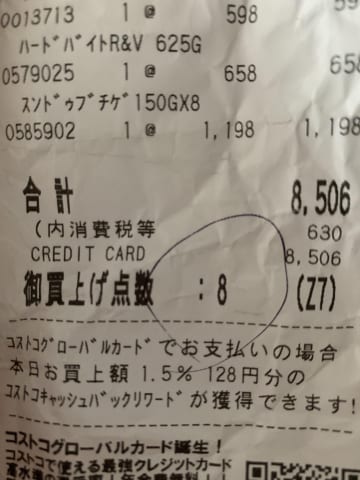 0013713 1 @ 598 59
ﾊｰﾄﾞﾊﾞｲﾄR&V 625G
0579025 1 @ 658 658
ｽﾝﾄﾞｩﾌﾞﾁｹﾞ150GX8
0585902 1 @ 1,198 1,198
合計 8,506
(内消費税等 630
CREDIT CARD 8,506
御買上げ点数 :8 (Z7)
ｺｽﾄｺｸﾞﾛｰﾊﾞﾙｶｰﾄﾞでお支払いの場合
本日お買上額 1.5% 128円分の
ｺｽﾄｺｷｬｯｼｭﾊﾞｯｸﾘﾜｰﾄﾞが獲得できます!
コストコグローバルカード誕生!
コストコで使える最強クレジットカード